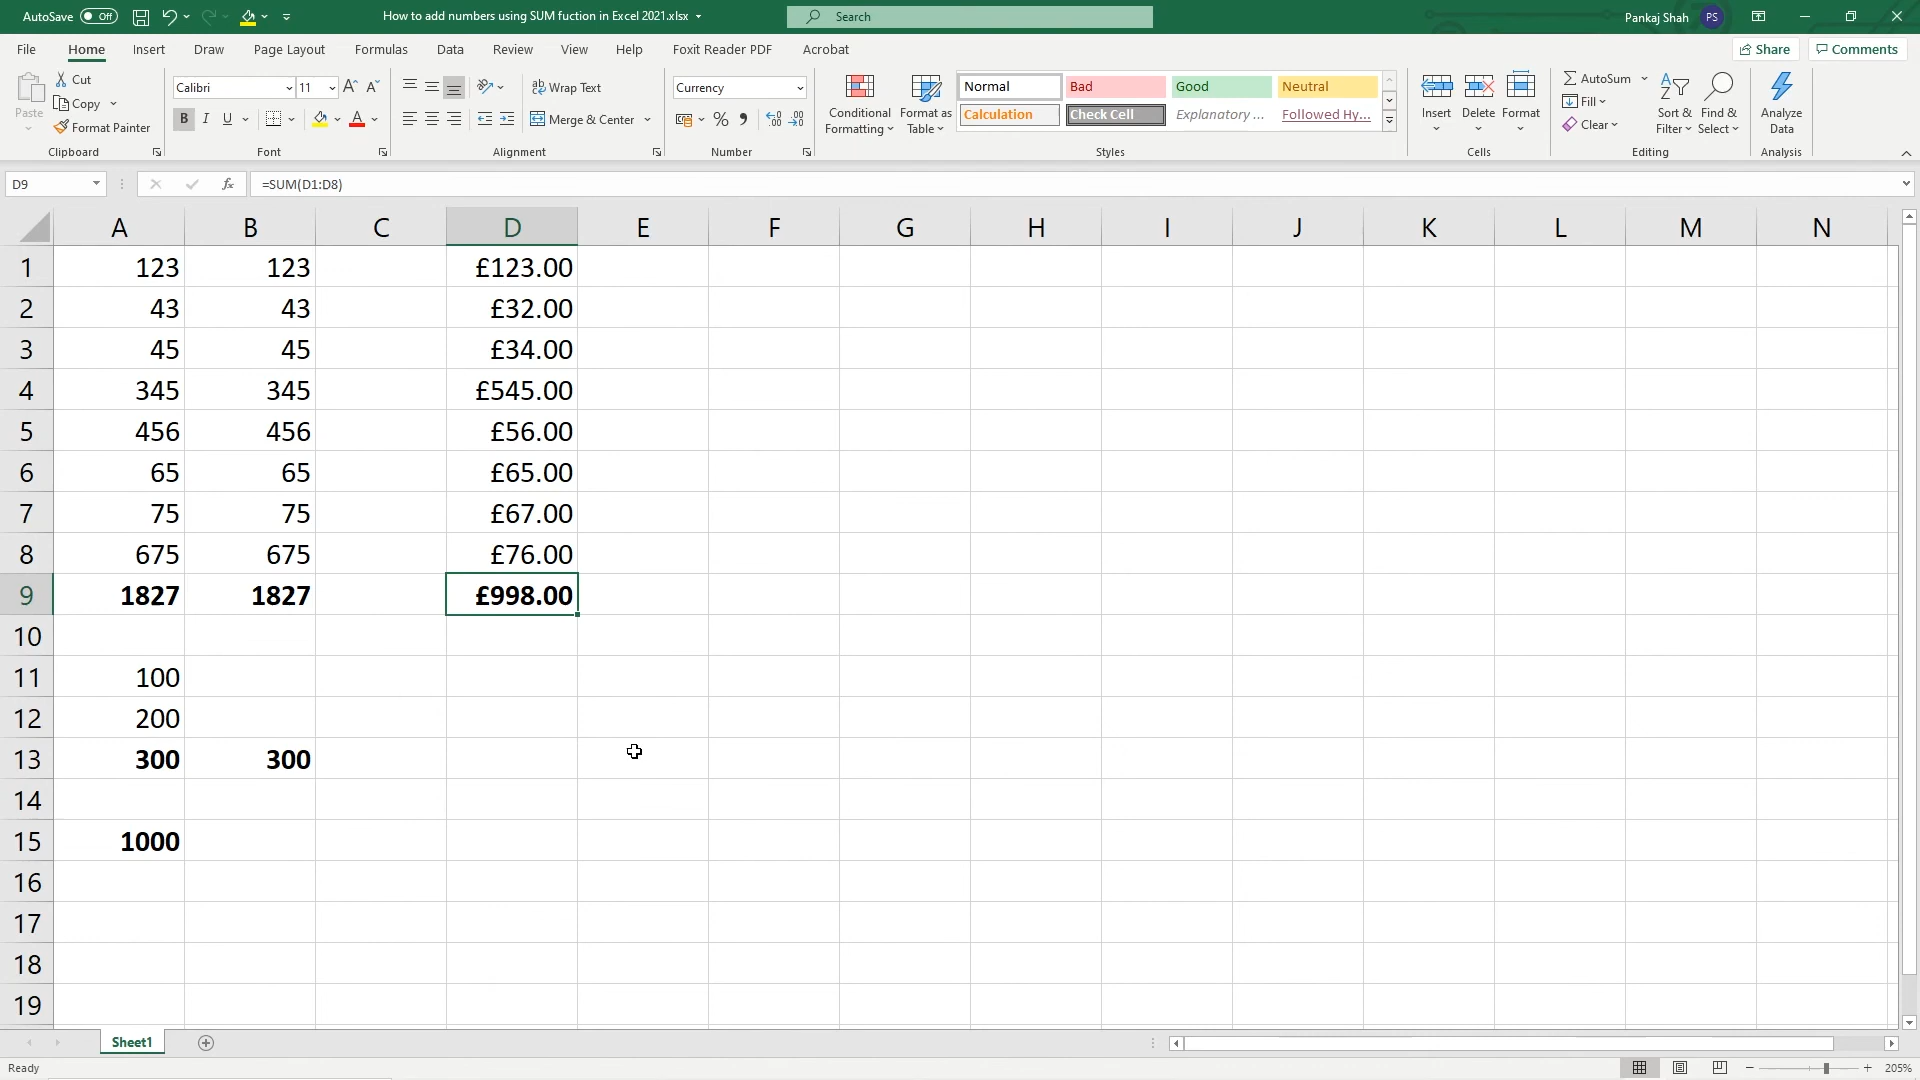 AutoSave Off How to add numbers using SUM fuction in Excel 2021.xlsx Search Pankaj Shah PS
File Home Insert Draw Page Layout Formulas Data Review View Help Foxit Reader PDF Acrobat Share Comments
Paste Cut Copy Format Painter
Clipboard
Calibri 11
B I U A
Font
Wrap Text
Merge & Center
Alignment
Currency
%
Number
Conditional Formatting Format as Table
Normal Bad Good Neutral
Calculation Check Cell Explanatory ... Followed Hy...
Styles
Insert Delete Format
Cells
AutoSum
Fill
Clear
Sort & Filter Find & Select
Editing
Analyze Data
Analysis
D9 fx =SUM(D1:D8)
A B C D E F G H I J K L M N
1 123 123 £123.00
2 43 43 £32.00
3 45 45 £34.00
4 345 345 £545.00
5 456 456 £56.00
6 65 65 £65.00
7 75 75 £67.00
8 675 675 £76.00
9 1827 1827 £998.00
10
11 100
12 200
13 300 300
14
15 1000
16
17
18
19
Sheet1
Ready 205%